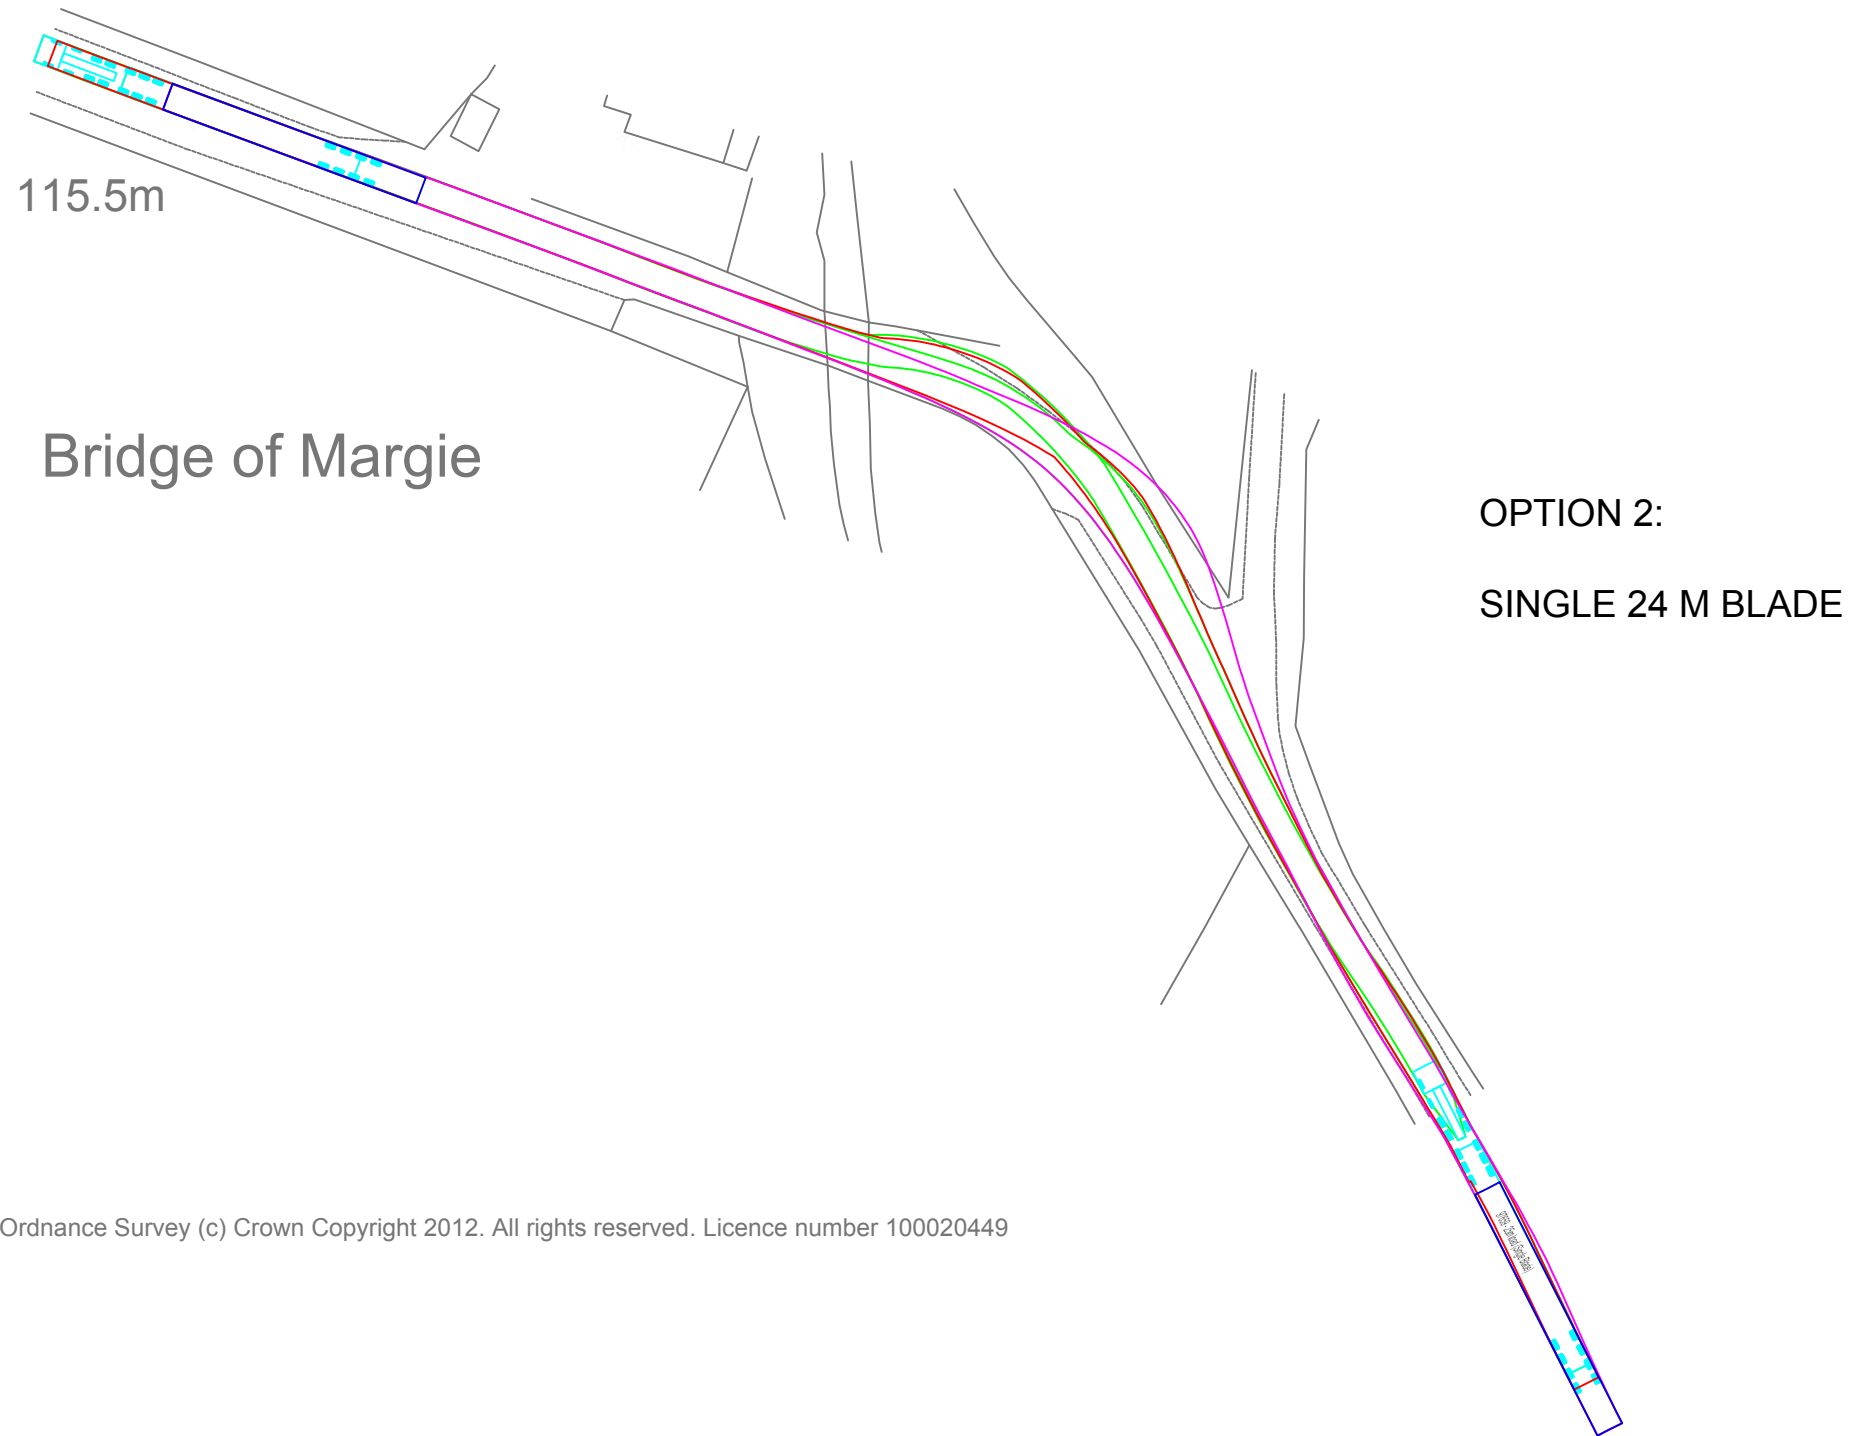 115.5m
Bridge of Margie
OPTION 2:
SINGLE 24 M BLADE
Ordnance Survey (c) Crown Copyright 2012. All rights reserved. Licence number 100020449